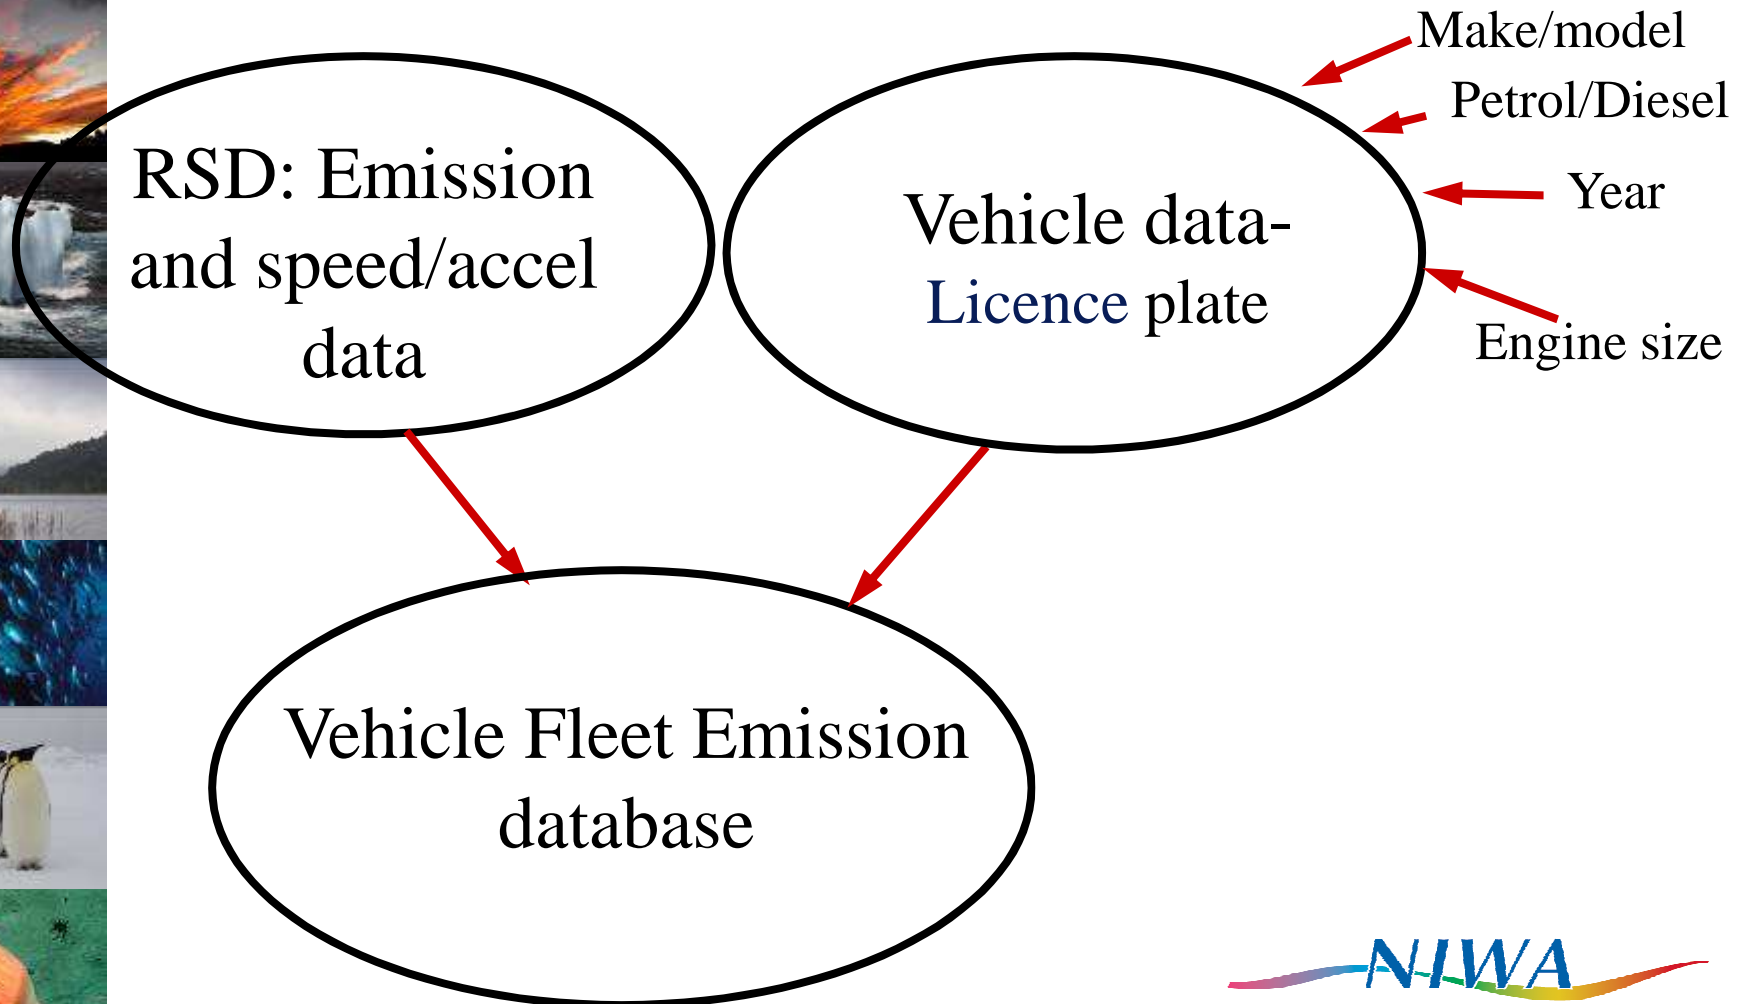 RSD: Emission
and speed/accel
data
Vehicle data-
Licence plate
Make/model
Petrol/Diesel
Year
Engine size
Vehicle Fleet Emission
database
NIWA